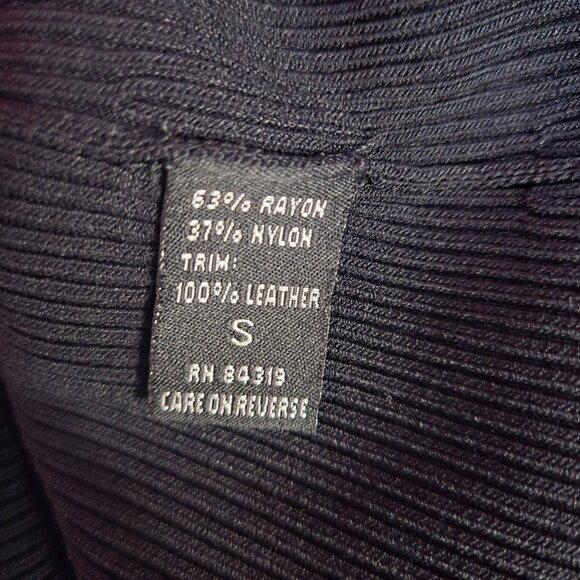 63% RAYON
37% NYLON
TRIM:
100% LEATHER
S
RN 84319
CARE ON REVERSE